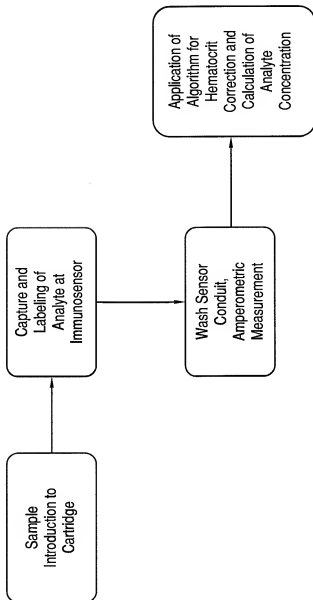 Sample
Introduction to
Cartridge
Capture and
Labeling of
Analyte at
Immunosensor
Wash Sensor
Conduit,
Amperometric
Measurement
Application of
Algorithm for
Hematocrit
Correction and
Calculation of
Analyte
Concentration